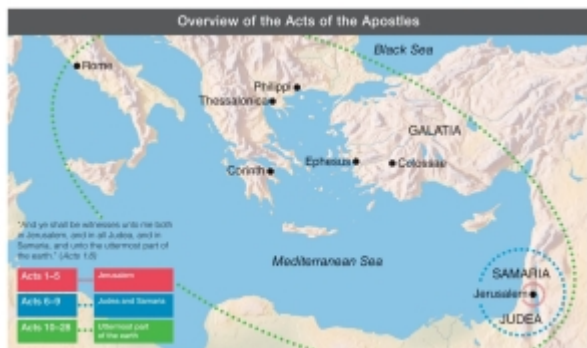 Overview of the Acts of the Apostles
Black Sea
Rome
Philippi
Thessalonica
GALATIA
Corinth
Ephesus
Colossae
"And ye shall be witnesses unto me both
in Jerusalem, and in all Judea, and in
Samaria, and unto the uttermost part of
the earth." (Acts 1:8)
Mediterranean Sea
SAMARIA
Jerusalem
JUDEA
Acts 1–5 Jerusalem
Acts 6–9 Judea and Samaria
Acts 10–28 Uttermost part
of the earth